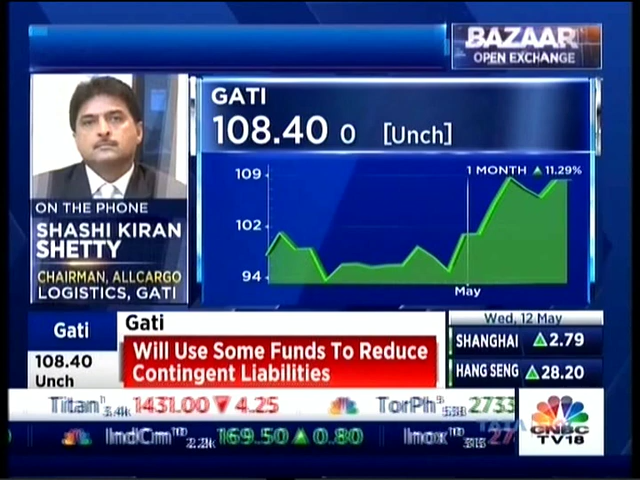 BAZAAR
OPEN EXCHANGE
GATI
108.40 0 [Unch]
1 MONTH ▲ 11.29%
109
102
94
May
ON THE PHONE
SHASHI KIRAN
SHETTY
CHAIRMAN, ALLCARGO
LOGISTICS, GATI
Gati
108.40
Unch
Gati
Will Use Some Funds To Reduce
Contingent Liabilities
Wed, 12 May
SHANGHAI ▲ 2.79
HANG SENG ▲ 28.20
Titan 1431.00 ▼ 4.25 TorPh 2733
169.50 ▲ 0.80 Inox
CNBC
TV18